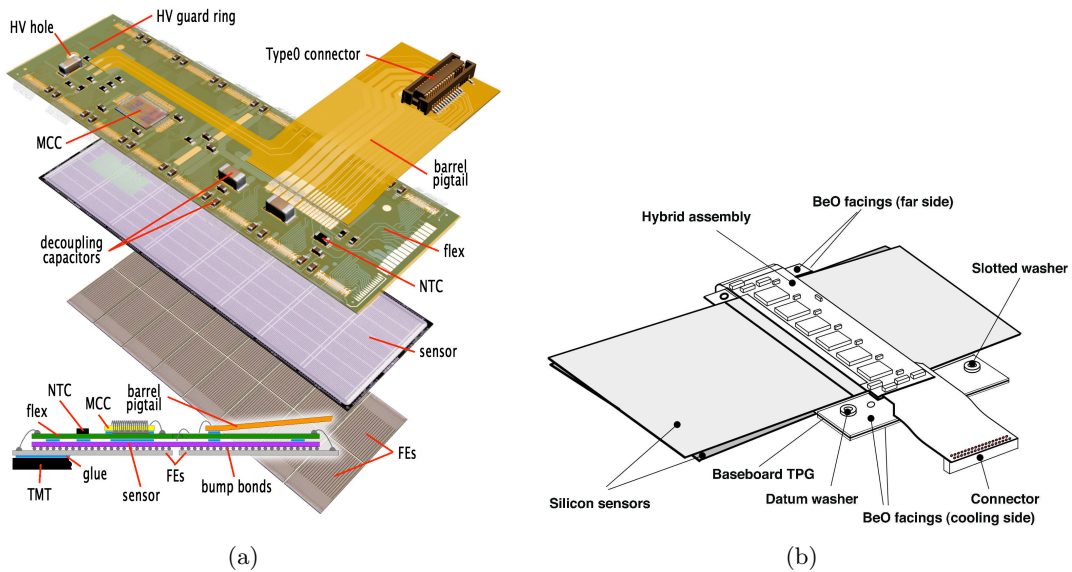 HV guard ring
HV hole
Type0 connector
MCC
barrel
pigtail
decoupling
capacitors
flex
NTC
sensor
barrel
pigtail
NTC
MCC
flex
FEs
glue
FEs
TMT
sensor
bump bonds
(a)
BeO facings (far side)
Hybrid assembly
Slotted washer
Baseboard TPG
Silicon sensors
Datum washer
Connector
BeO facings (cooling side)
(b)